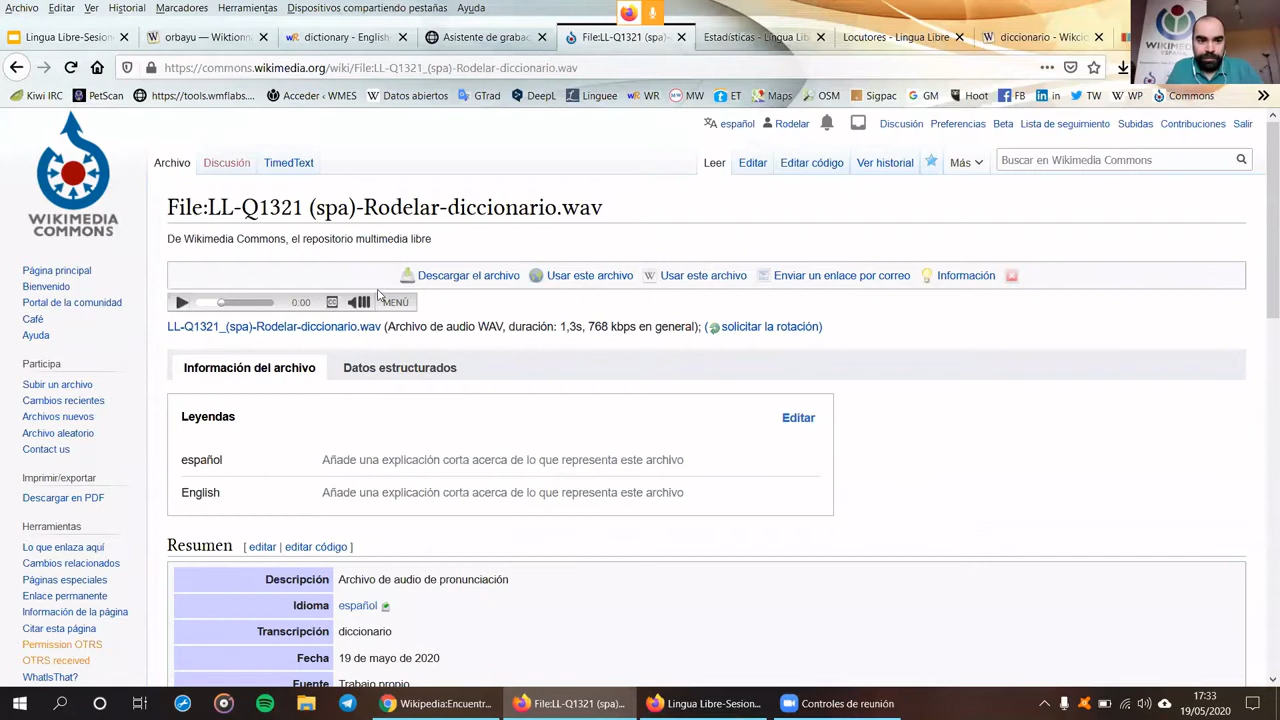 Archivo Editar Ver Historial Marcadores Herramientas Dispositivos compartiendo pestañas Ayuda
Lingua Libre-Sesion
orbayu — Wiktionn
dictionary - English
Asistente de grabac
File:LL-Q1321 (spa)-
Estadísticas - Lingua
Locutores - Lingua Libre
diccionario - Wikcio
https://commons.wikimedia.org/wiki/File:LL-Q1321_(spa)-Rodelar-diccionario.wav
WIKIMEDIA
Kiwi IRC PetScan https://tools.wmflabs... Acceder ‹ WMES Datos abiertos GTrad DeepL Linguee WR MW ET Maps OSM Sigpac GM Hoot FB in TW WP Commons
español Rodelar Discusión Preferencias Beta Lista de seguimiento Subidas Contribuciones Salir
Archivo Discusión TimedText Leer Editar Editar código Ver historial Más Buscar en Wikimedia Commons
WIKIMEDIA
COMMONS
File:LL-Q1321 (spa)-Rodelar-diccionario.wav
De Wikimedia Commons, el repositorio multimedia libre
Descargar el archivo Usar este archivo W Usar este archivo Enviar un enlace por correo Información
0:00 CC MENÚ
LL-Q1321_(spa)-Rodelar-diccionario.wav (Archivo de audio WAV, duración: 1,3s, 768 kbps en general); (solicitar la rotación)
Información del archivo Datos estructurados
Leyendas Editar
español Añade una explicación corta acerca de lo que representa este archivo
English Añade una explicación corta acerca de lo que representa este archivo
Resumen [ editar | editar código ]
Descripción Archivo de audio de pronunciación
Idioma español
Transcripción diccionario
Fecha 19 de mayo de 2020
Fuente Trabajo propio
Página principal
Bienvenido
Portal de la comunidad
Café
Ayuda
Participa
Subir un archivo
Cambios recientes
Archivos nuevos
Archivo aleatorio
Contact us
Imprimir/exportar
Descargar en PDF
Herramientas
Lo que enlaza aquí
Cambios relacionados
Páginas especiales
Enlace permanente
Información de la página
Citar esta página
Permission OTRS
OTRS received
WhatIsThat?
Wikipedia:Encuentr...
File:LL-Q1321 (spa)...
Lingua Libre-Sesion...
Controles de reunión
17:33
19/05/2020